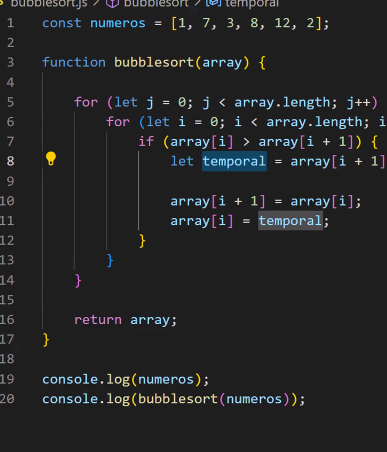 bubblesort.js > bubblesort > temporal
1 const numeros = [1, 7, 3, 8, 12, 2];
2
3 function bubblesort(array) {
4
5 for (let j = 0; j < array.length; j++)
6 for (let i = 0; i < array.length; i
7 if (array[i] > array[i + 1]) {
8 let temporal = array[i + 1]
9
10 array[i + 1] = array[i];
11 array[i] = temporal;
12 }
13 }
14 }
15
16 return array;
17 }
18
19 console.log(numeros);
20 console.log(bubblesort(numeros));